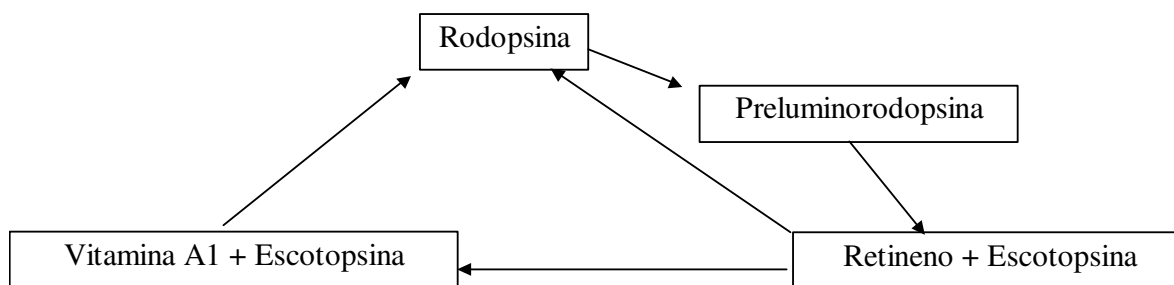 Rodopsina
Preluminorodopsina
Vitamina A1 + Escotopsina
Retineno + Escotopsina